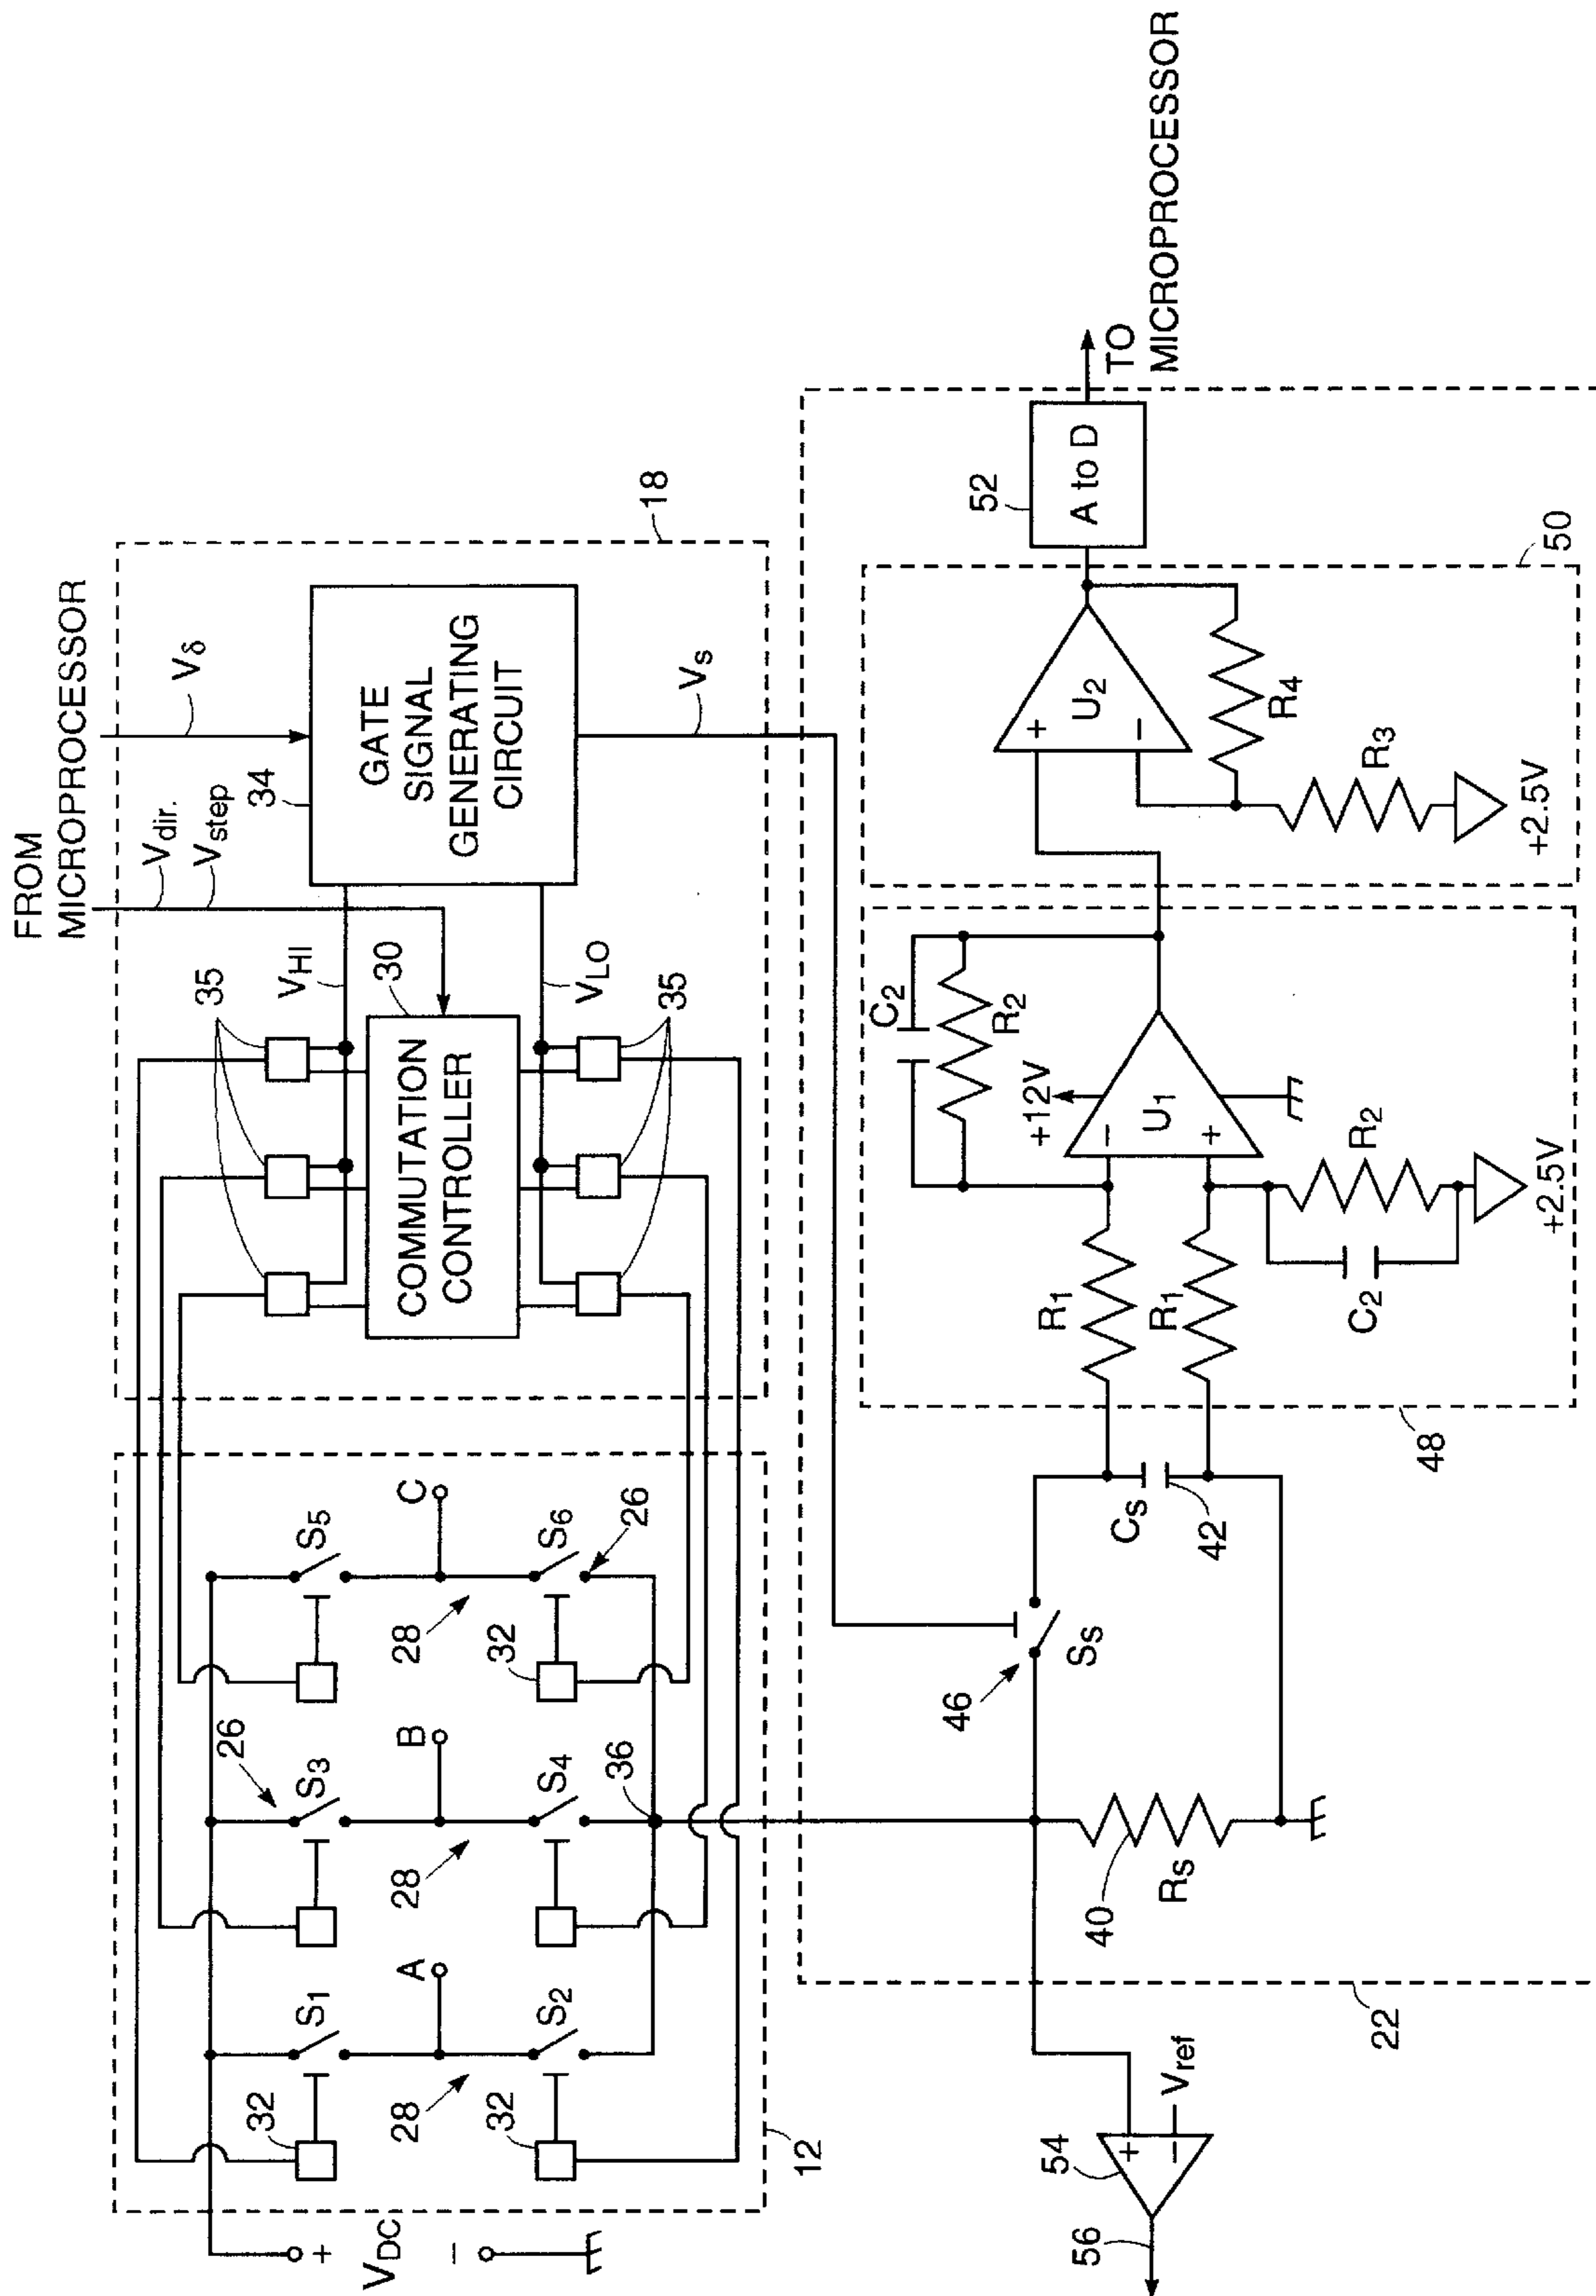 FROM
MICROPROCESSOR
Vδ
Vdir.
Vstep
34
GATE
SIGNAL
GENERATING
CIRCUIT
18
VHI
VLO
30
35
35
COMMUTATION
CONTROLLER
Vs
+
VDC
−
32
32
32
S1
S2
S3
S4
S5
S6
A
B
C
26
26
28
28
28
36
12
46
Ss
40
Rs
42
Cs
R1
R1
C2
R2
+12V
−
+
U1
R2
C2
+2.5V
48
+
−
U2
R4
R3
+2.5V
50
52
A to D
TO
MICROPROCESSOR
22
54
+
−
Vref
56